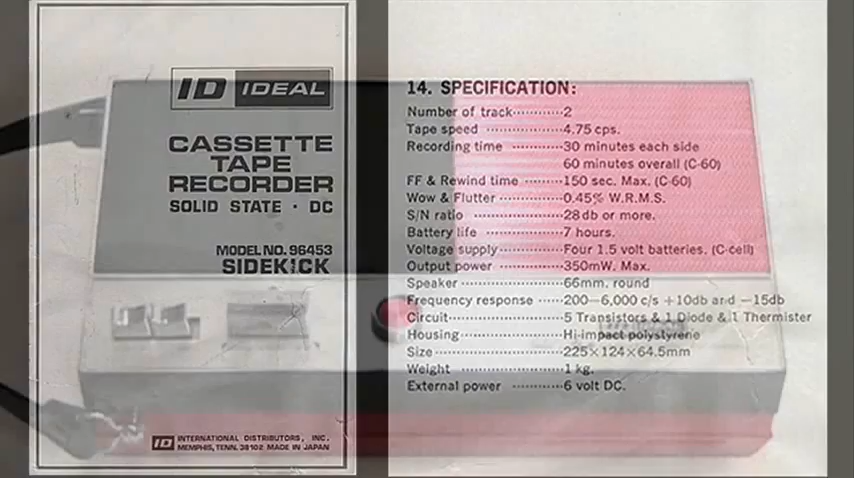 ID IDEAL
CASSETTE
TAPE
RECORDER
SOLID STATE · DC
MODEL NO. 96453
SIDEKICK
ID INTERNATIONAL DISTRIBUTORS, INC.
MEMPHIS, TENN. 38102 MADE IN JAPAN
14. SPECIFICATION:
Number of track············2
Tape speed ··················4.75 cps.
Recording time ··············30 minutes each side
60 minutes overall (C-60)
FF & Rewind time ···········150 sec. Max. (C-60)
Wow & Flutter ···············0.45% W.R.M.S.
S/N ratio ·····················28 db or more.
Battery life ··················7 hours.
Voltage supply···············Four 1.5 volt batteries. (C-cell)
Output power ················350mW. Max.
Speaker ·······················66mm. round
Frequency response ·····200—6,000 c/s +10db and —15db
Circuit·························5 Transistors & 1 Diode & 1 Thermister
Housing·······················Hi-impact polystyrene
Size ···························225×124×64.5mm
Weight ························1 kg.
External power ············6 volt DC.
ID IDEAL